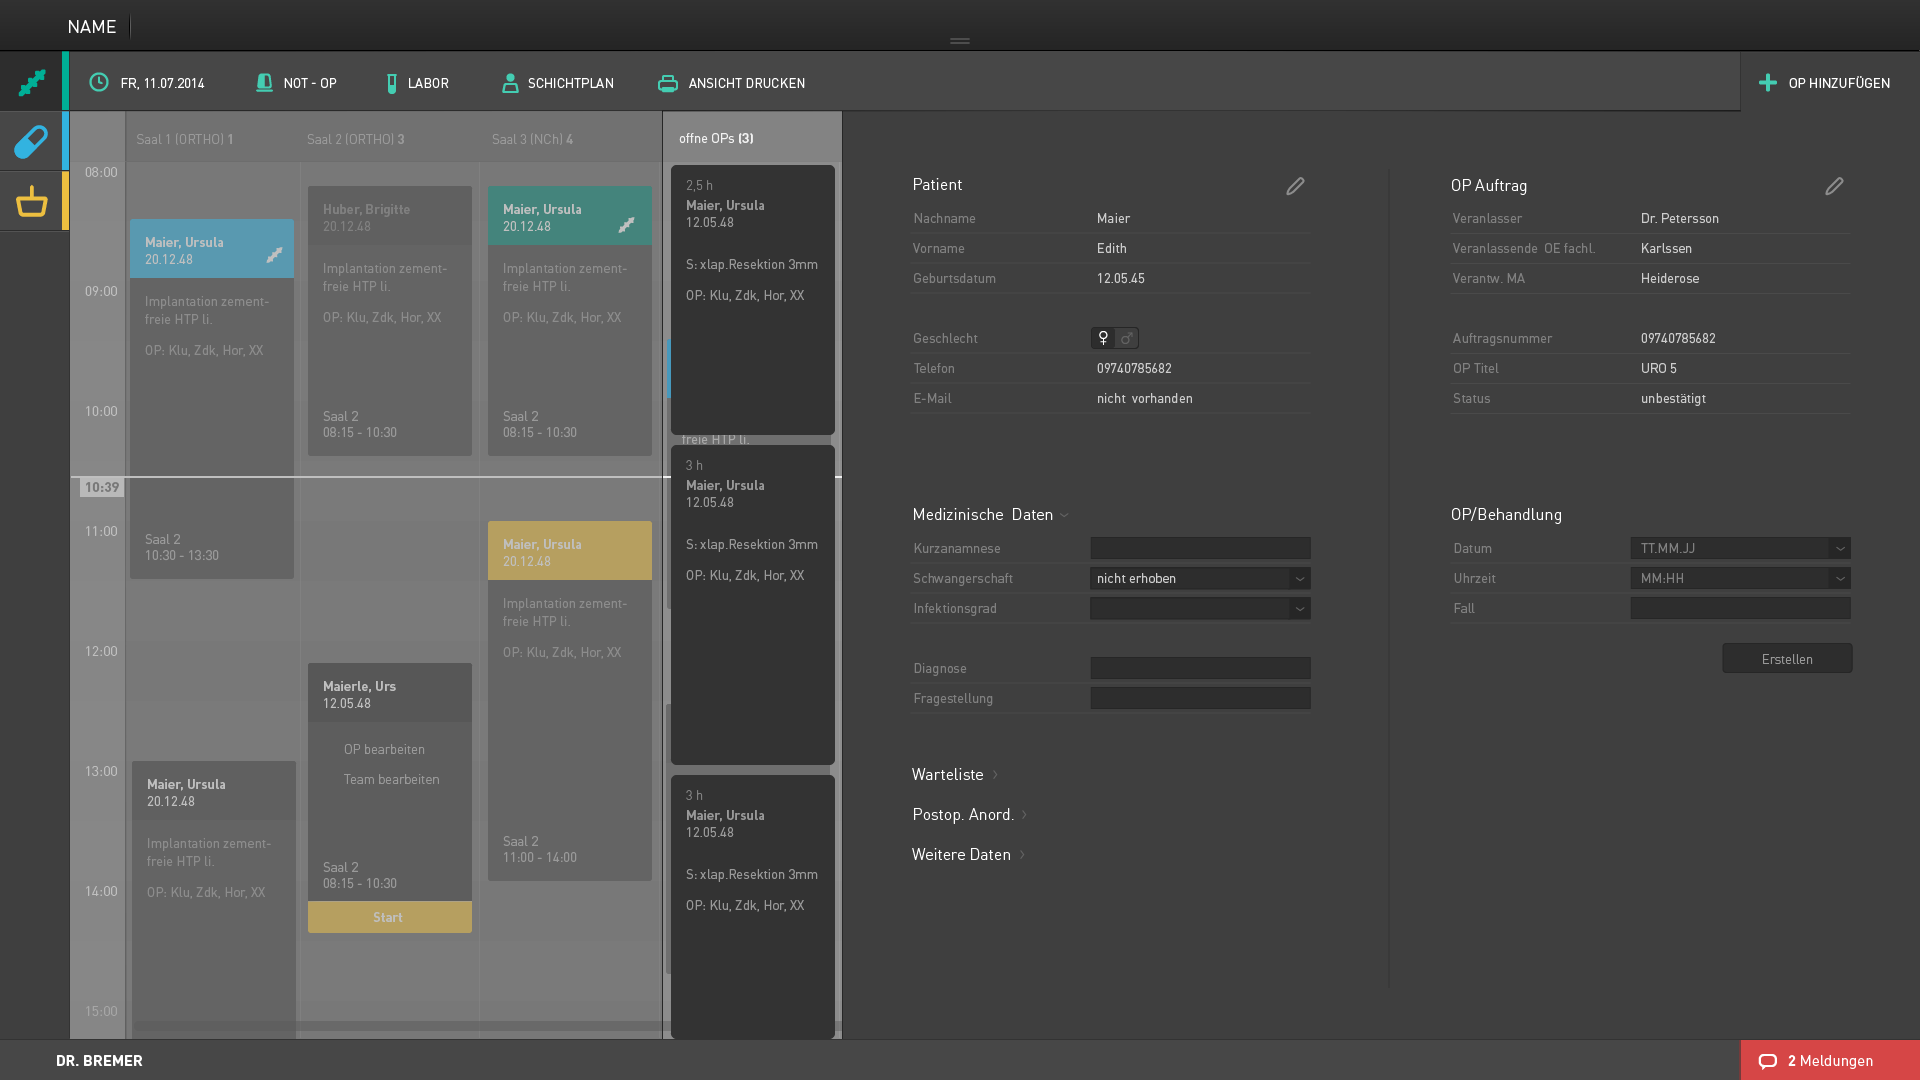 NAME
FR, 11.07.2014
NOT - OP
LABOR
SCHICHTPLAN
ANSICHT DRUCKEN
OP HINZUFÜGEN
Saal 1 (ORTHO) 1
Saal 2 (ORTHO) 3
Saal 3 (NCh) 4
offne OPs (3)
08:00
09:00
10:00
10:39
11:00
12:00
13:00
14:00
15:00
Maier, Ursula
20.12.48
Implantation zement-
freie HTP li.
OP: Klu, Zdk, Hor, XX
Saal 2
10:30 - 13:30
Maier, Ursula
20.12.48
Implantation zement-
freie HTP li.
OP: Klu, Zdk, Hor, XX
Huber, Brigitte
20.12.48
Implantation zement-
freie HTP li.
OP: Klu, Zdk, Hor, XX
Saal 2
08:15 - 10:30
Maierle, Urs
12.05.48
OP bearbeiten
Team bearbeiten
Saal 2
08:15 - 10:30
Start
Maier, Ursula
20.12.48
Implantation zement-
freie HTP li.
OP: Klu, Zdk, Hor, XX
Saal 2
08:15 - 10:30
Maier, Ursula
20.12.48
Implantation zement-
freie HTP li.
OP: Klu, Zdk, Hor, XX
Saal 2
11:00 - 14:00
2,5 h
Maier, Ursula
12.05.48
S: xlap.Resektion 3mm
OP: Klu, Zdk, Hor, XX
freie HTP li.
3 h
Maier, Ursula
12.05.48
S: xlap.Resektion 3mm
OP: Klu, Zdk, Hor, XX
3 h
Maier, Ursula
12.05.48
S: xlap.Resektion 3mm
OP: Klu, Zdk, Hor, XX
Patient
Nachname Maier
Vorname Edith
Geburtsdatum 12.05.45
Geschlecht ♀ ♂
Telefon 09740785682
E-Mail nicht vorhanden
Medizinische Daten
Kurzanamnese
Schwangerschaft nicht erhoben
Infektionsgrad
Diagnose
Fragestellung
Warteliste
Postop. Anord.
Weitere Daten
OP Auftrag
Veranlasser Dr. Petersson
Veranlassende OE fachl. Karlssen
Verantw. MA Heiderose
Auftragsnummer 09740785682
OP Titel URO 5
Status unbestätigt
OP/Behandlung
Datum TT.MM.JJ
Uhrzeit MM:HH
Fall
Erstellen
DR. BREMER
2 Meldungen